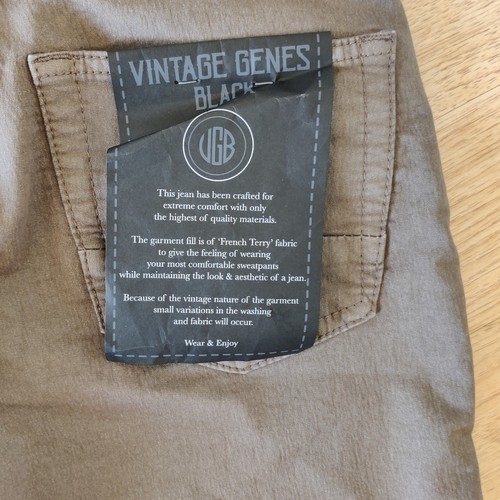 VINTAGE GENES
BLACK
VGB
This jean has been crafted for
extreme comfort with only
the highest of quality materials.
The garment fill is of 'French Terry' fabric
to give the feeling of wearing
your most comfortable sweatpants
while maintaining the look & aesthetic of a jean.
Because of the vintage nature of the garment
small variations in the washing
and fabric will occur.
Wear & Enjoy